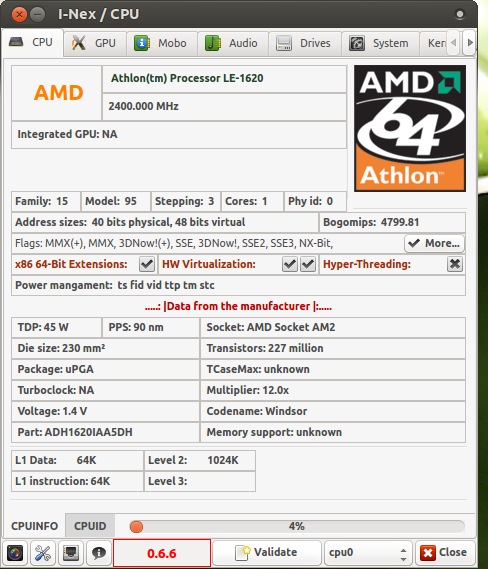 I-Nex / CPU
CPU GPU Mobo Audio Drives System Kern
AMD
Athlon(tm) Processor LE-1620
2400.000 MHz
Integrated GPU: NA
AMD
64
Athlon™
Family: 15 Model: 95 Stepping: 3 Cores: 1 Phy id: 0
Address sizes: 40 bits physical, 48 bits virtual Bogomips: 4799.81
Flags: MMX(+), MMX, 3DNow!(+), SSE, 3DNow!, SSE2, SSE3, NX-Bit, More...
x86 64-Bit Extensions: HW Virtualization: Hyper-Threading:
Power mangament: ts fid vid ttp tm stc
.....: |Data from the manufacturer |:.....
TDP: 45 W PPS: 90 nm Socket: AMD Socket AM2
Die size: 230 mm² Transistors: 227 million
Package: uPGA TCaseMax: unknown
Turboclock: NA Multiplier: 12.0x
Voltage: 1.4 V Codename: Windsor
Part: ADH1620IAA5DH Memory support: unknown
L1 Data: 64K Level 2: 1024K
L1 instruction: 64K Level 3:
CPUINFO CPUID 4%
0.6.6 Validate cpu0 Close